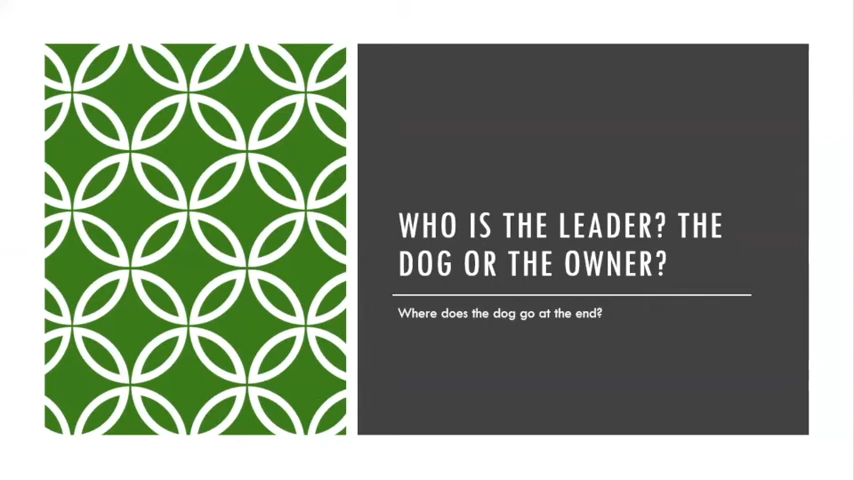 WHO IS THE LEADER? THE
DOG OR THE OWNER?
Where does the dog go at the end?